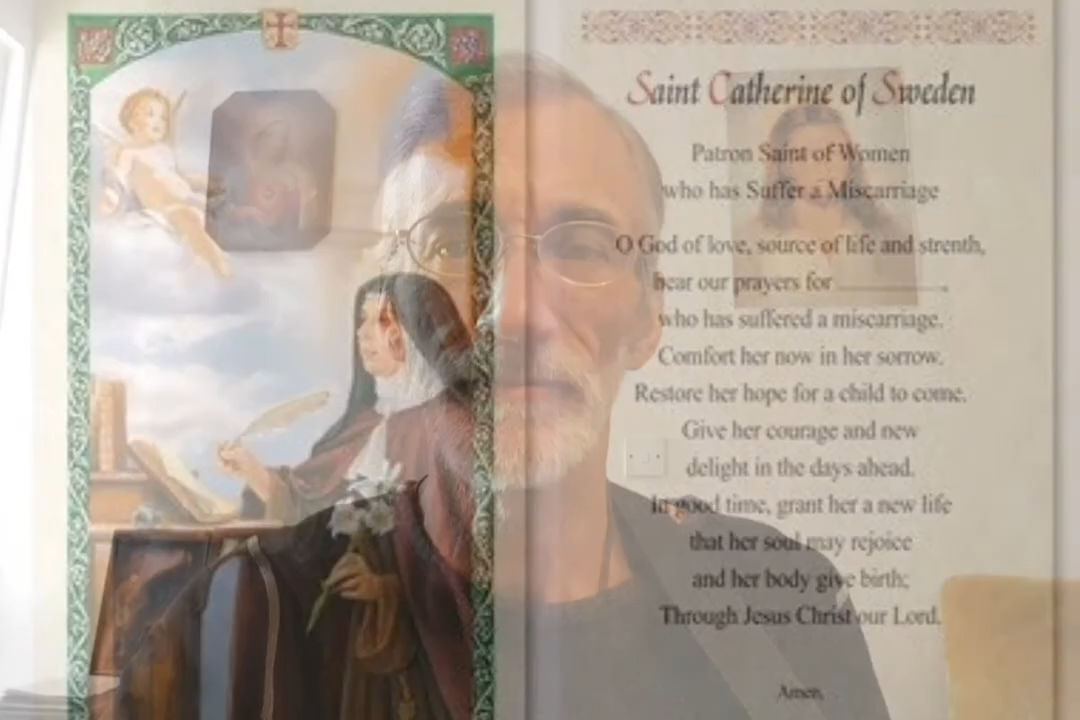 Saint Catherine of Sweden
Patron Saint of Women
who has Suffer a Miscarriage
O God of love, source of life and strenth,
hear our prayers for ____________.
who has suffered a miscarriage.
Comfort her now in her sorrow.
Restore her hope for a child to come.
Give her courage and new
delight in the days ahead.
In good time, grant her a new life
that her soul may rejoice
and her body give birth;
Through Jesus Christ our Lord.
Amen.